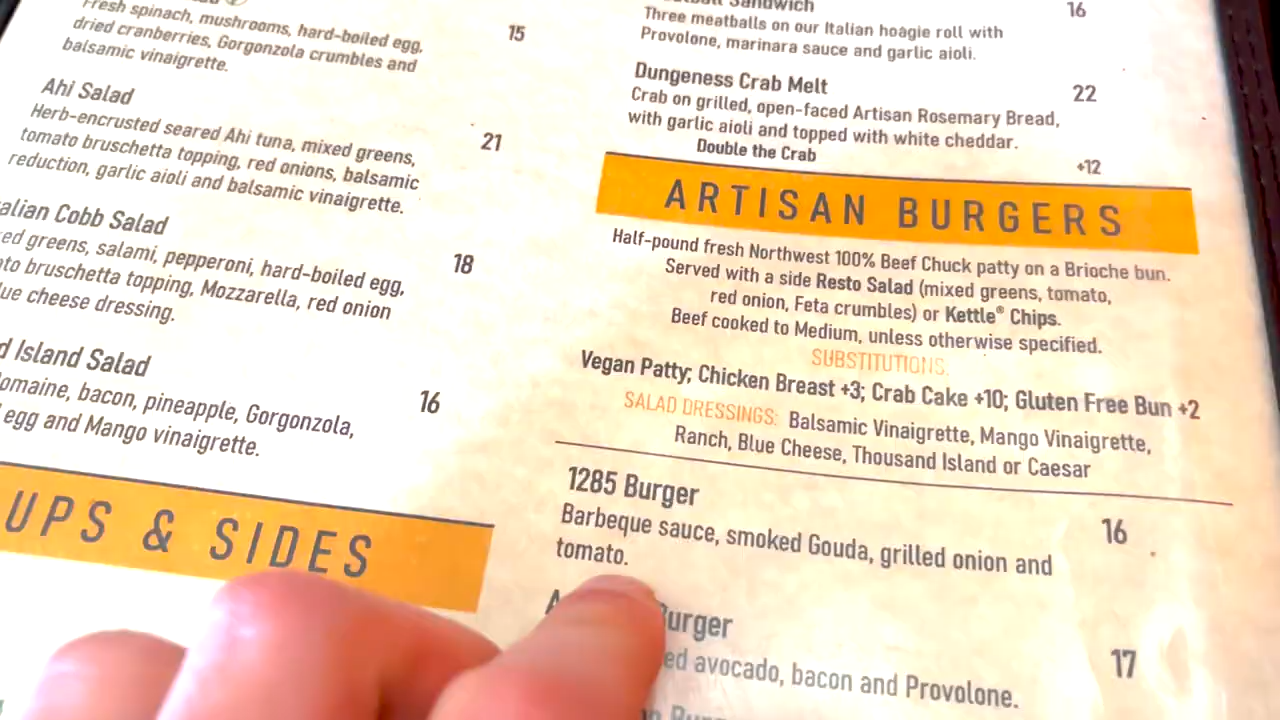 Fresh spinach, mushrooms, hard-boiled egg,
dried cranberries, Gorgonzola crumbles and
balsamic vinaigrette.
15
Ahi Salad
Herb-encrusted seared Ahi tuna, mixed greens,
tomato bruschetta topping, red onions, balsamic
reduction, garlic aioli and balsamic vinaigrette.
21
Cobb Salad
greens, salami, pepperoni, hard-boiled egg,
bruschetta topping, Mozzarella, red onion
cheese dressing.
18
Island Salad
bacon, pineapple, Gorgonzola,
egg and Mango vinaigrette.
16
& SIDES
Sandwich
16
Three meatballs on our Italian hoagie roll with
Provolone, marinara sauce and garlic aioli.
Dungeness Crab Melt
22
Crab on grilled, open-faced Artisan Rosemary Bread,
with garlic aioli and topped with white cheddar.
Double the Crab +12
ARTISAN BURGERS
Half-pound fresh Northwest 100% Beef Chuck patty on a Brioche bun.
Served with a side Resto Salad (mixed greens, tomato,
red onion, Feta crumbles) or Kettle® Chips.
Beef cooked to Medium, unless otherwise specified.
SUBSTITUTIONS:
Vegan Patty; Chicken Breast +3; Crab Cake +10; Gluten Free Bun +2
SALAD DRESSINGS: Balsamic Vinaigrette, Mango Vinaigrette,
Ranch, Blue Cheese, Thousand Island or Caesar
1285 Burger
16
Barbeque sauce, smoked Gouda, grilled onion and
tomato.
Burger
17
avocado, bacon and Provolone.